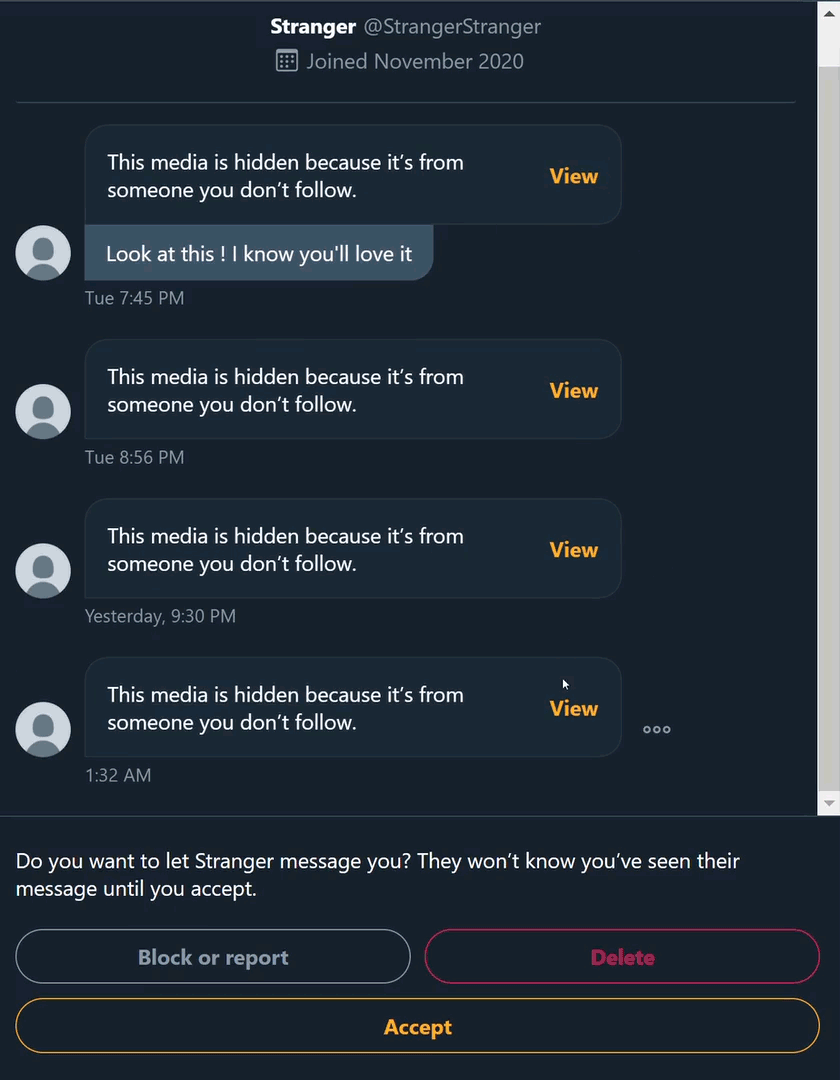 Stranger @StrangerStranger
Joined November 2020
This media is hidden because it’s from
someone you don’t follow.
View
Look at this ! I know you'll love it
Tue 7:45 PM
This media is hidden because it’s from
someone you don’t follow.
View
Tue 8:56 PM
This media is hidden because it’s from
someone you don’t follow.
View
Yesterday, 9:30 PM
This media is hidden because it’s from
someone you don’t follow.
View
1:32 AM
Do you want to let Stranger message you? They won’t know you’ve seen their
message until you accept.
Block or report
Delete
Accept